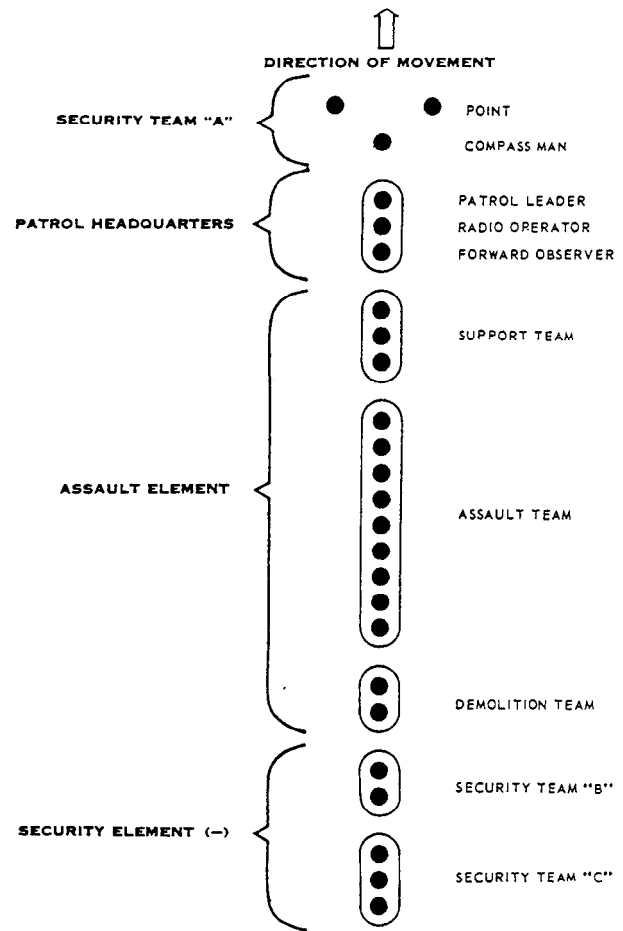 DIRECTION OF MOVEMENT
SECURITY TEAM "A"
POINT
COMPASS MAN
PATROL HEADQUARTERS
PATROL LEADER
RADIO OPERATOR
FORWARD OBSERVER
SUPPORT TEAM
ASSAULT ELEMENT
ASSAULT TEAM
DEMOLITION TEAM
SECURITY ELEMENT (—)
SECURITY TEAM "B"
SECURITY TEAM "C"